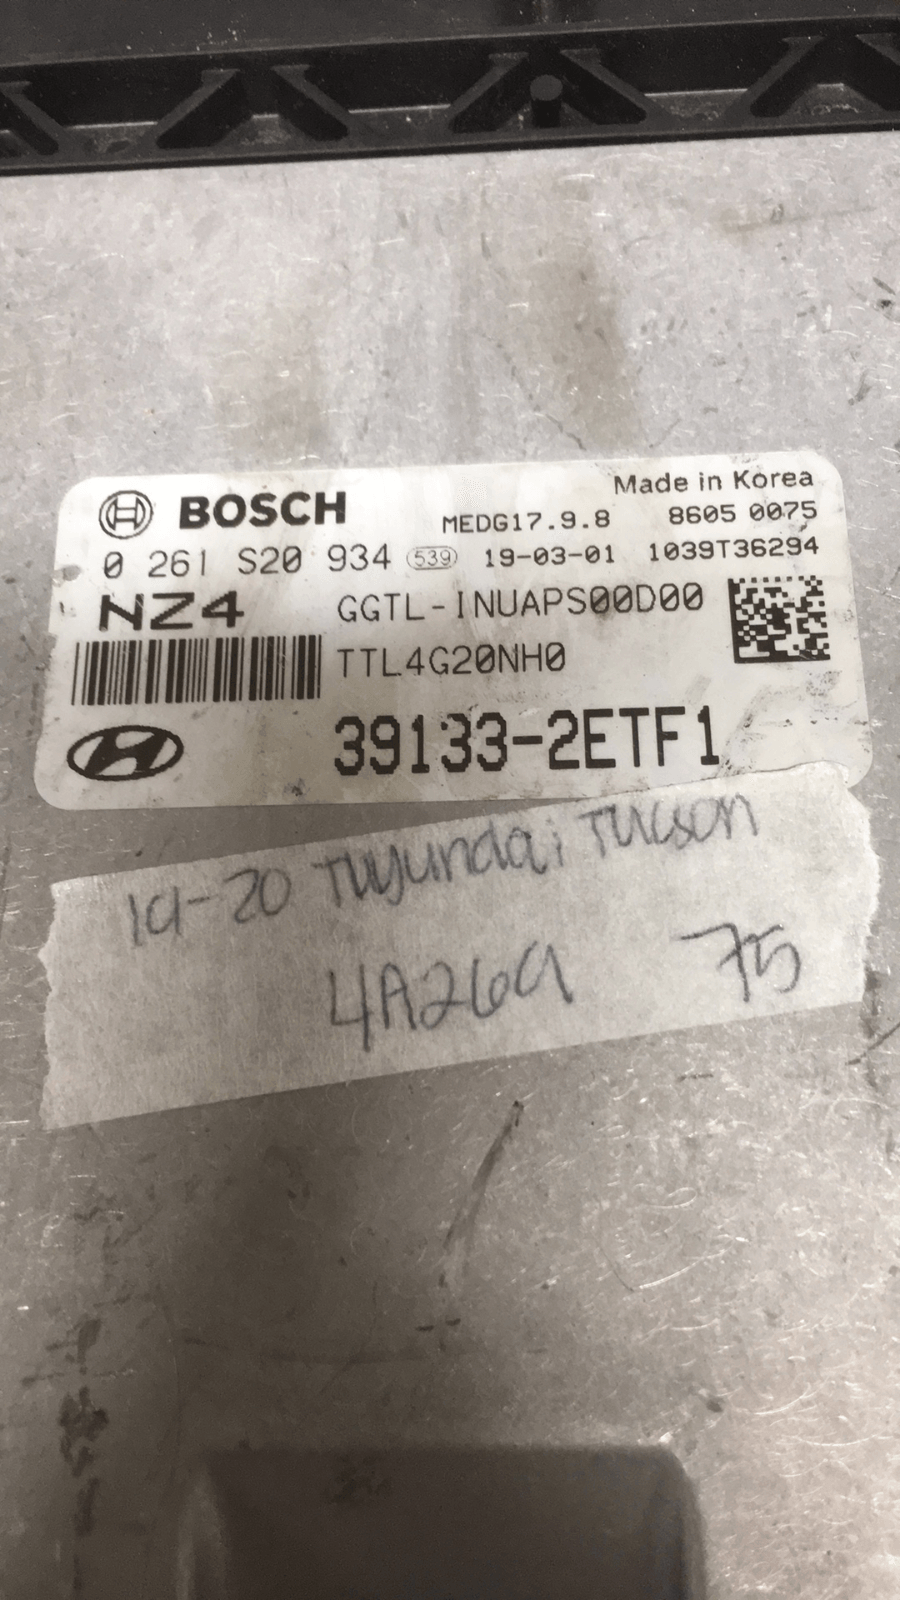 BOSCH
Made in Korea
MEDG17.9.8 8605 0075
0 261 S20 934 539 19-03-01 1039T36294
NZ4 GGTL-INUAPS00D00
TTL4G20NH0
39133-2ETF1
19-20 Tuyundai Tucson
4A269 75